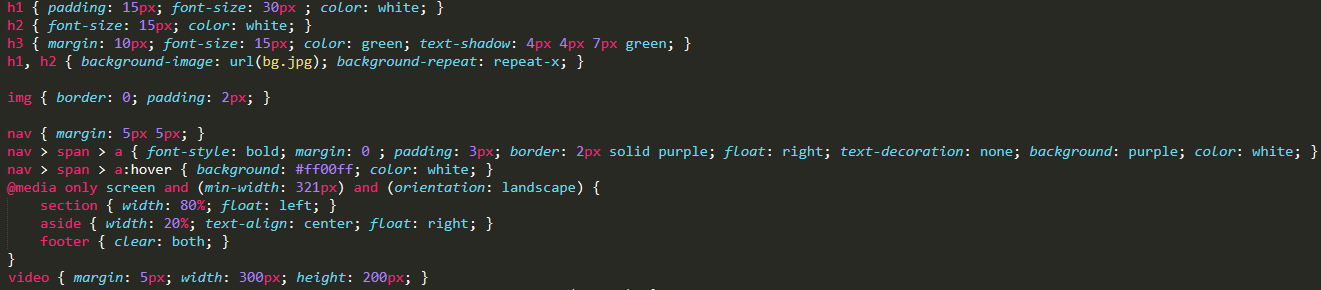 h1 { padding: 15px; font-size: 30px ; color: white; }
h2 { font-size: 15px; color: white; }
h3 { margin: 10px; font-size: 15px; color: green; text-shadow: 4px 4px 7px green; }
h1, h2 { background-image: url(bg.jpg); background-repeat: repeat-x; }
img { border: 0; padding: 2px; }
nav { margin: 5px 5px; }
nav > span > a { font-style: bold; margin: 0 ; padding: 3px; border: 2px solid purple; float: right; text-decoration: none; background: purple; color: white; }
nav > span > a:hover { background: #ff00ff; color: white; }
@media only screen and (min-width: 321px) and (orientation: landscape) {
    section { width: 80%; float: left; }
    aside { width: 20%; text-align: center; float: right; }
    footer { clear: both; }
}
video { margin: 5px; width: 300px; height: 200px; }